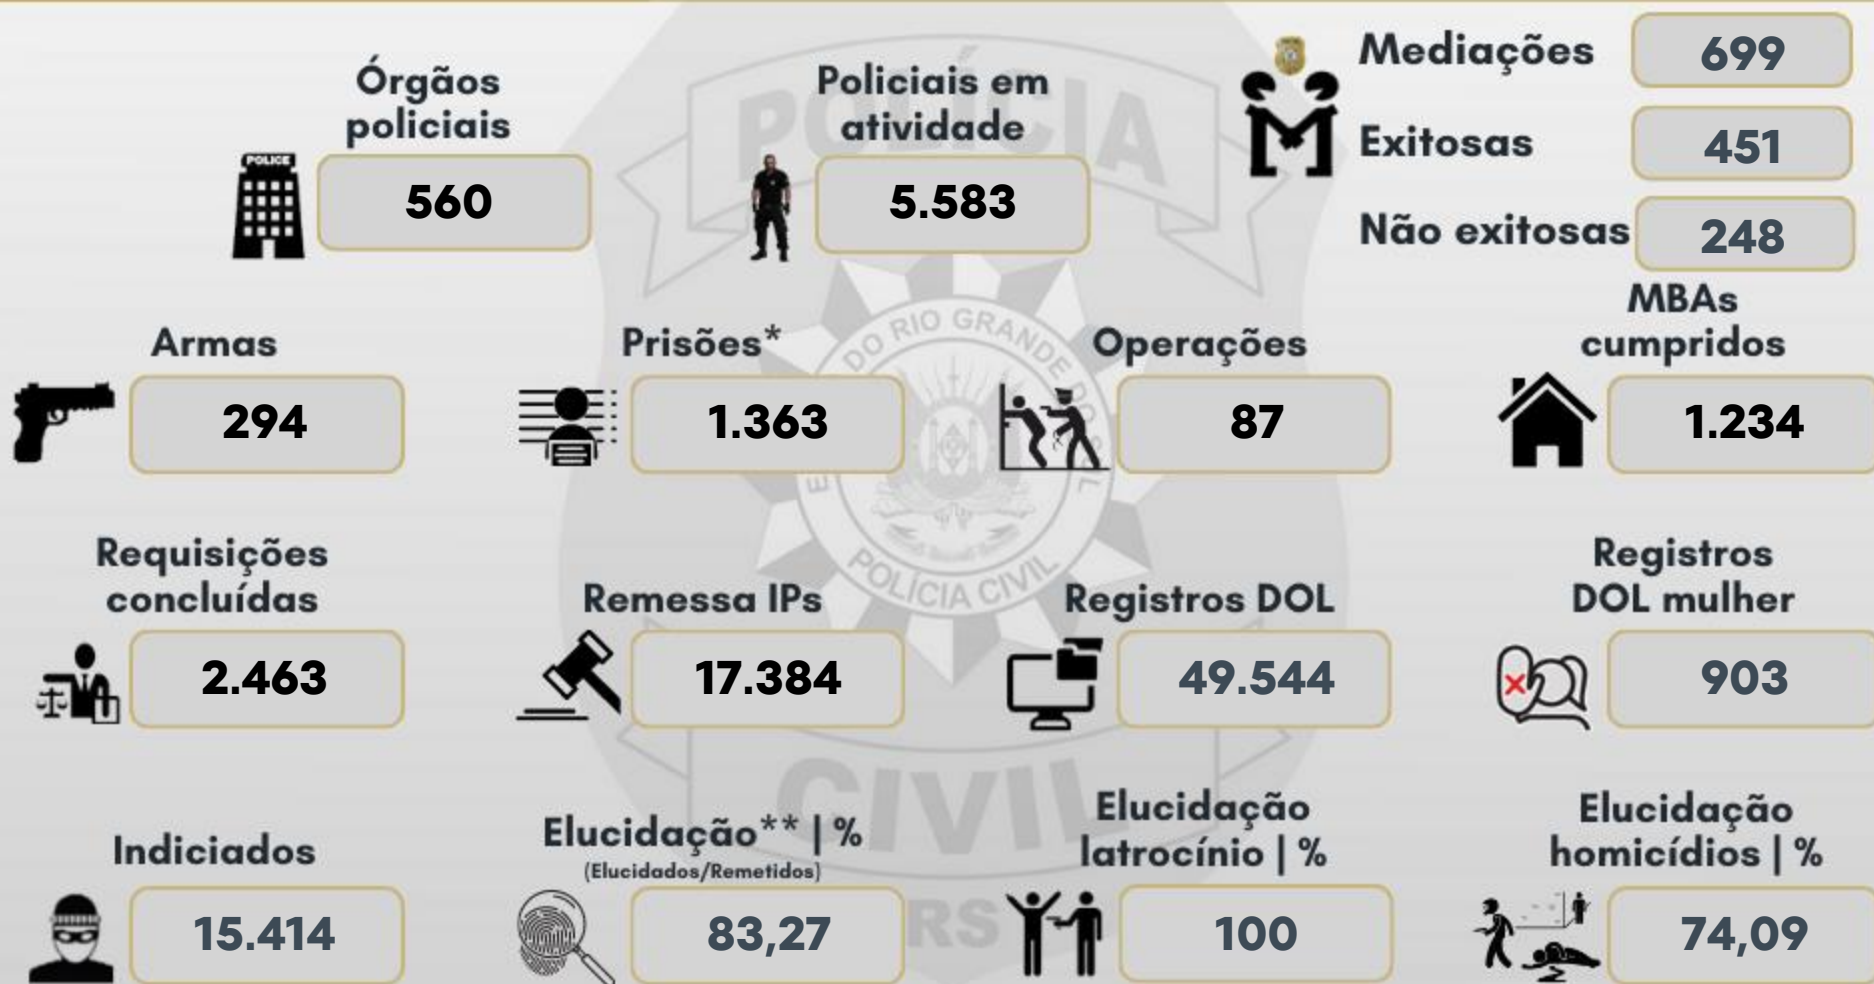 Órgãos
policiais
POLICE
560
Policiais em
atividade
5.583
Mediações
699
Exitosas
451
Não exitosas
248
Armas
294
Prisões*
1.363
Operações
87
MBAs
cumpridos
1.234
Requisições
concluídas
2.463
Remessa IPs
17.384
Registros DOL
49.544
Registros
DOL mulher
903
Indiciados
15.414
Elucidação** | %
(Elucidados/Remetidos)
83,27
Elucidação
latrocínio | %
100
Elucidação
homicídios | %
74,09
POLÍCIA
DO RIO GRANDE DO SUL
POLÍCIA CIVIL
CIVIL
RS